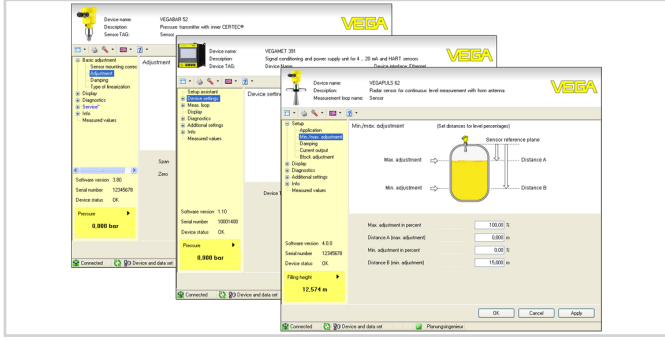 Device name: VEGABAR 52
Description: Pressure transmitter with inner CERTEC®
Sensor TAG: Sensor
VEGA
Basic adjustment
Sensor mounting correc
Adjustment
Damping
Type of linearization
Display
Diagnostics
Service
Info
Measured values
Adjustment
Span
Zero
Software version 3.80
Serial number 12345678
Device status OK
Pressure
0,000 bar
Connected
Device and data set
Device name: VEGAMET 391
Description: Signal conditioning and power supply unit for 4 .. 20 mA and HART sensors
Device TAG: Device Name
Device interface: Ethernet
VEGA
Setup assistant
Device settings
Meas. loop
Display
Diagnostics
Additional settings
Info
Measured values
Device settin
Device T
Software version 1.10
Serial number 10001400
Device status OK
Pressure
0,000 bar
Connected
Device and data set
Device name: VEGAPULS 62
Description: Radar sensor for continuous level measurement with horn antenna
Measurement loop name: Sensor
VEGA
Setup
Application
Min./max. adjustment
Damping
Current output
Block adjustment
Display
Diagnostics
Additional settings
Info
Measured values
Min./max. adjustment
(Set distances for level percentages)
Sensor reference plane
Max. adjustment
Distance A
Min. adjustment
Distance B
Max. adjustment in percent 100,00 %
Distance A (max. adjustment) 0,000 m
Min. adjustment in percent 0,00 %
Distance B (min. adjustment) 15,000 m
Software version 4.0.0
Serial number 12345678
Device status OK
Filling height
12,574 m
OK Cancel Apply
Connected
Device and data set
Planungsingenieur: